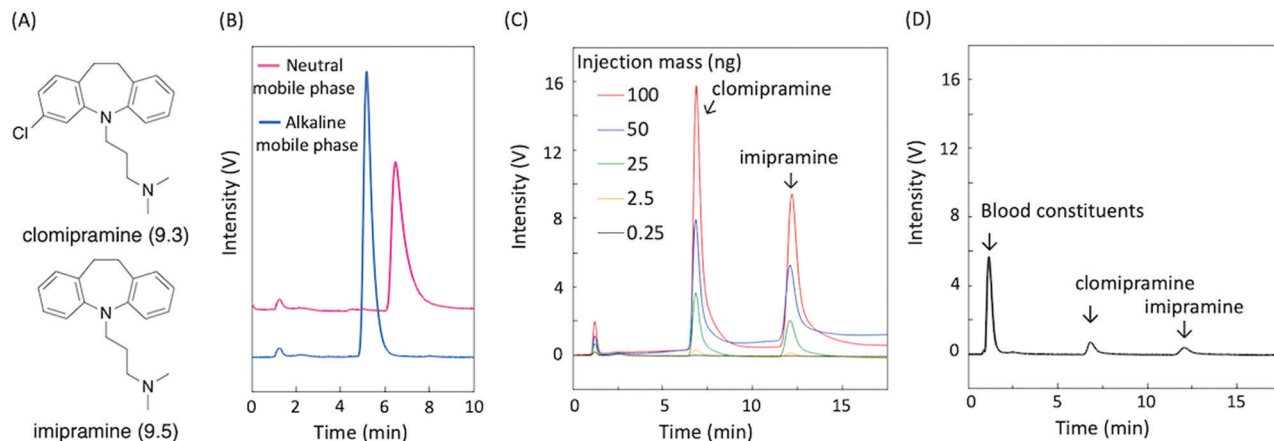 (A)
Cl
N
N
clomipramine (9.3)
N
N
imipramine (9.5)
(B)
Neutral
mobile phase
Alkaline
mobile phase
Intensity (V)
0
2
4
6
8
10
Time (min)
(C)
Injection mass (ng)
100
50
25
2.5
0.25
clomipramine
imipramine
Intensity (V)
16
12
8
4
0
0
5
10
15
Time (min)
(D)
Blood constituents
clomipramine
imipramine
Intensity (V)
16
12
8
4
0
0
5
10
15
Time (min)